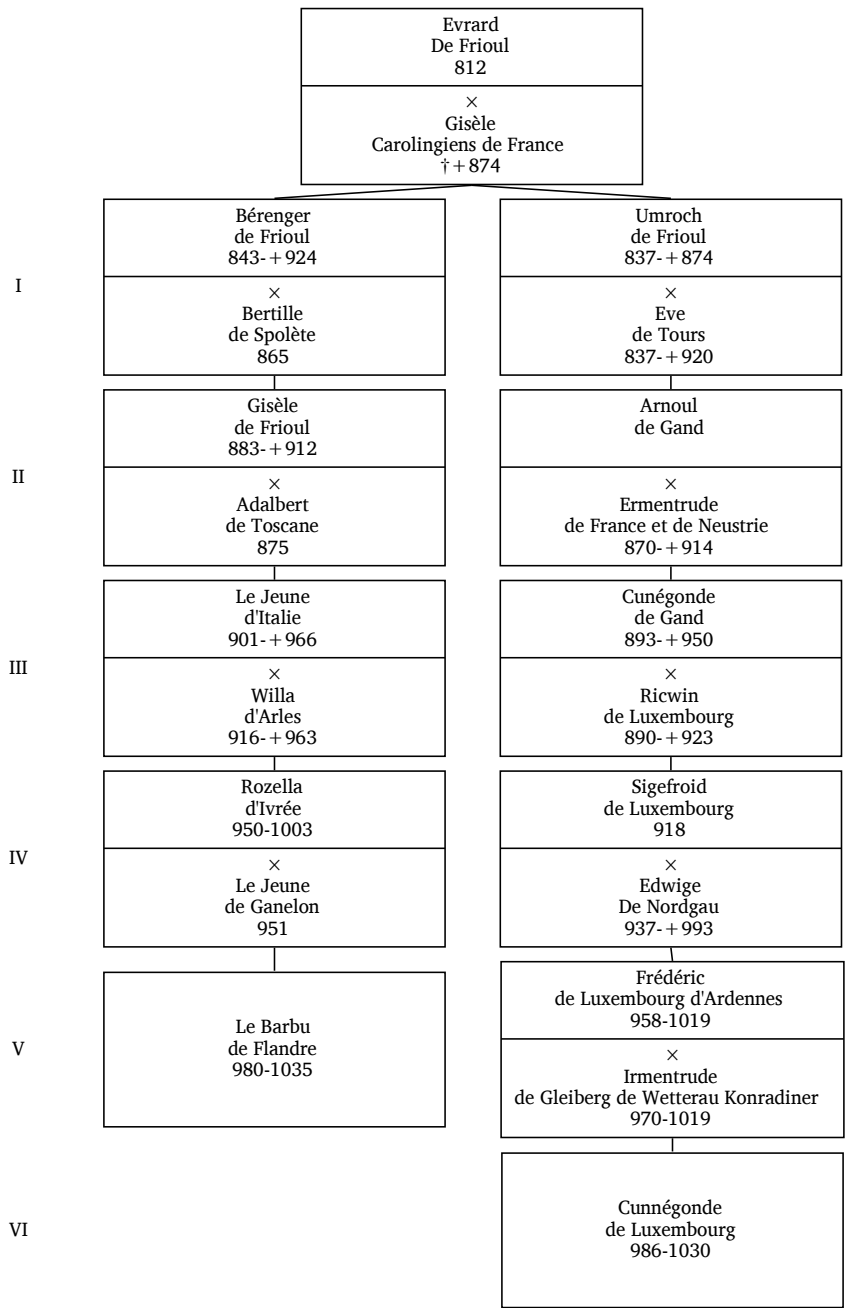 Evrard
De Frioul
812
×
Gisèle
Carolingiens de France
†+874
I
Bérenger
de Frioul
843-+924
×
Bertille
de Spolète
865
Umroch
de Frioul
837-+874
×
Eve
de Tours
837-+920
II
Gisèle
de Frioul
883-+912
×
Adalbert
de Toscane
875
Arnoul
de Gand
×
Ermentrude
de France et de Neustrie
870-+914
III
Le Jeune
d'Italie
901-+966
×
Willa
d'Arles
916-+963
Cunégonde
de Gand
893-+950
×
Ricwin
de Luxembourg
890-+923
IV
Rozella
d'Ivrée
950-1003
×
Le Jeune
de Ganelon
951
Sigefroid
de Luxembourg
918
×
Edwige
De Nordgau
937-+993
V
Le Barbu
de Flandre
980-1035
Frédéric
de Luxembourg d'Ardennes
958-1019
×
Irmentrude
de Gleiberg de Wetterau Konradiner
970-1019
VI
Cunnégonde
de Luxembourg
986-1030